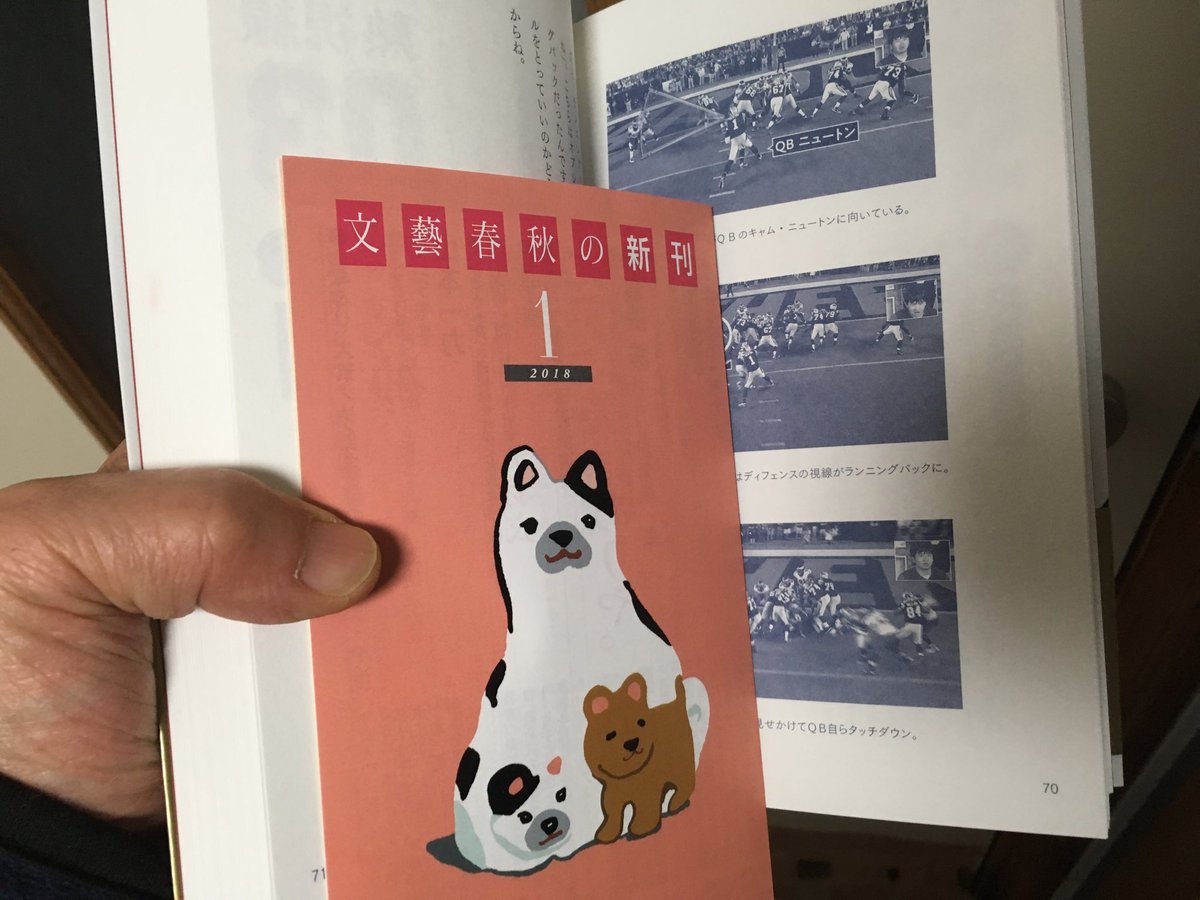 文藝春秋の新刊
1
2018
タバックだったんです
ルをとっていいのかど
からね。
QB ニュートン
QBのキャム・ニュートンに向いている。
はディフェンスの視線がランニングバックに。
見せかけてQB自らタッチダウン。
70
71